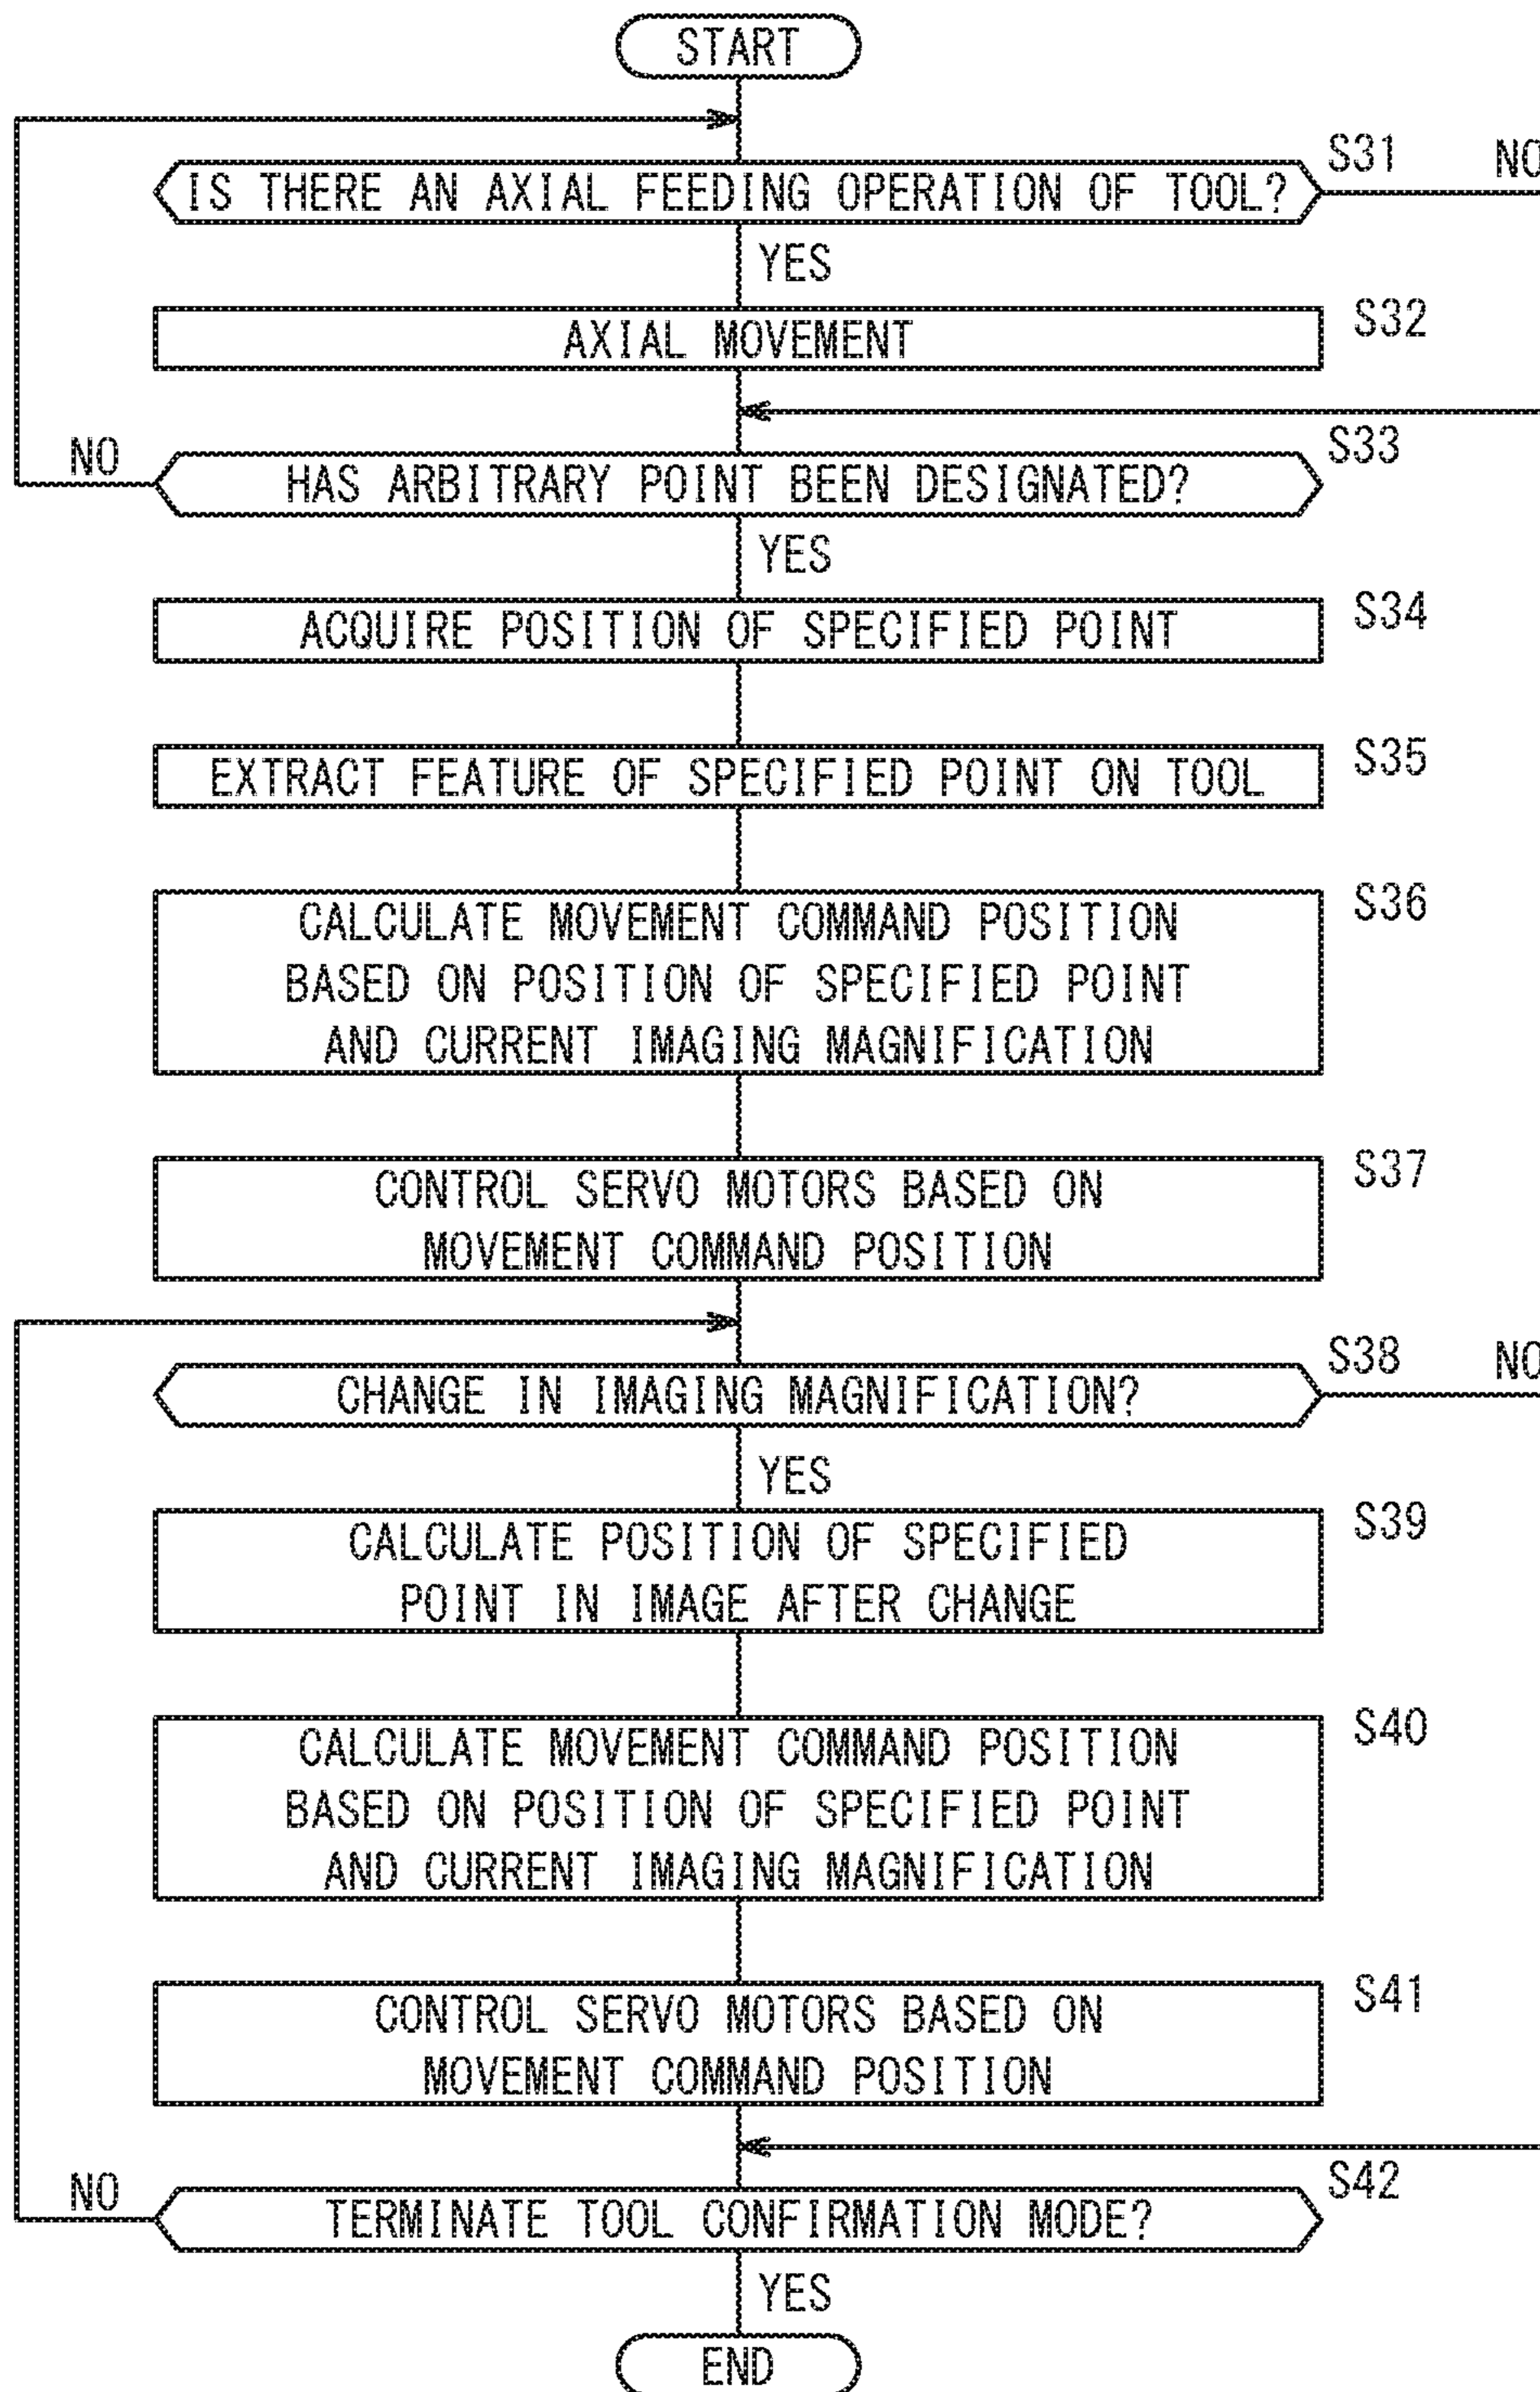 START
S31
NO
IS THERE AN AXIAL FEEDING OPERATION OF TOOL?
YES
S32
AXIAL MOVEMENT
S33
NO
HAS ARBITRARY POINT BEEN DESIGNATED?
YES
S34
ACQUIRE POSITION OF SPECIFIED POINT
S35
EXTRACT FEATURE OF SPECIFIED POINT ON TOOL
S36
CALCULATE MOVEMENT COMMAND POSITION
BASED ON POSITION OF SPECIFIED POINT
AND CURRENT IMAGING MAGNIFICATION
S37
CONTROL SERVO MOTORS BASED ON
MOVEMENT COMMAND POSITION
S38
NO
CHANGE IN IMAGING MAGNIFICATION?
YES
S39
CALCULATE POSITION OF SPECIFIED
POINT IN IMAGE AFTER CHANGE
S40
CALCULATE MOVEMENT COMMAND POSITION
BASED ON POSITION OF SPECIFIED POINT
AND CURRENT IMAGING MAGNIFICATION
S41
CONTROL SERVO MOTORS BASED ON
MOVEMENT COMMAND POSITION
S42
NO
TERMINATE TOOL CONFIRMATION MODE?
YES
END